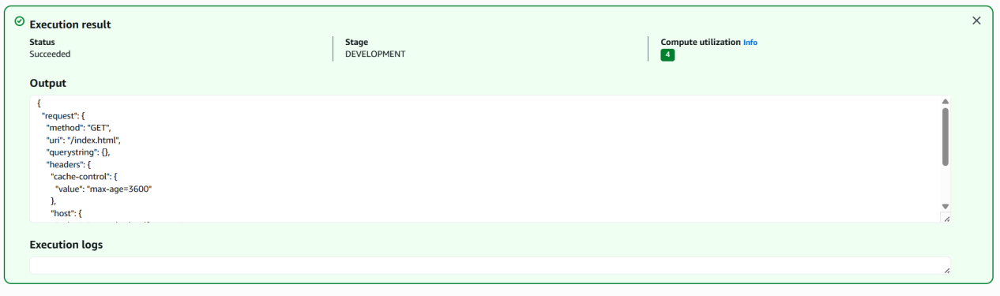 Execution result
Status
Succeeded
Stage
DEVELOPMENT
Compute utilization Info
4
Output
{
"request": {
"method": "GET",
"uri": "/index.html",
"querystring": {},
"headers": {
"cache-control": {
"value": "max-age=3600"
},
"host": {
Execution logs